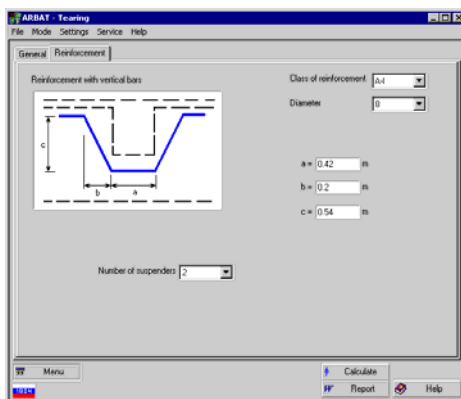 ARBAT - Tearing
File Mode Settings Service Help
General Reinforcement
Reinforcement with vertical bars
Class of reinforcement A-I
Diameter 8
c
b a
a = 0.42 m
b = 0.2 m
c = 0.54 m
Number of suspenders 2
Menu
Calculate
Report
Help